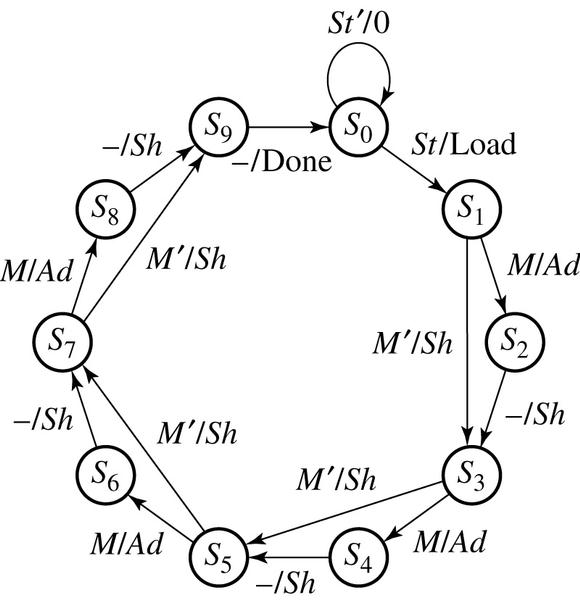 St′/0
S9
S0
–/Sh
–/Done
St/Load
S8
S1
M/Ad
M′/Sh
M/Ad
S7
M′/Sh
S2
–/Sh
M′/Sh
–/Sh
S6
M′/Sh
S3
M/Ad
S5
S4
M/Ad
–/Sh